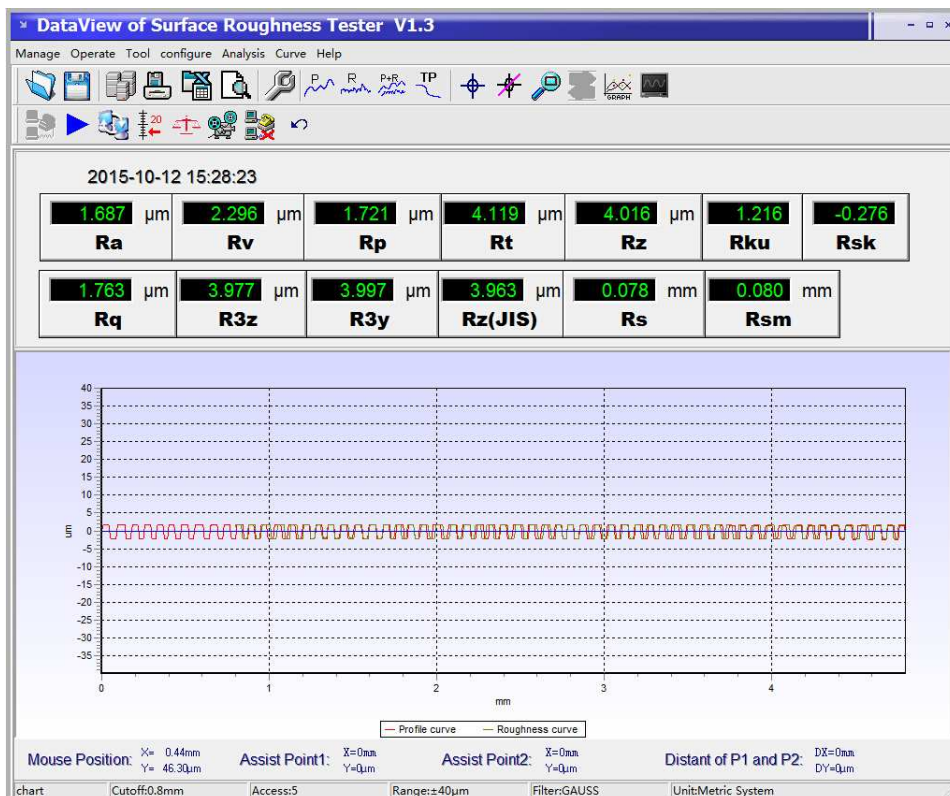 DataView of Surface Roughness Tester V1.3
Manage Operate Tool configure Analysis Curve Help
P R P+R TP GRAPH
20
2015-10-12 15:28:23
1.687 μm 2.296 μm 1.721 μm 4.119 μm 4.016 μm 1.216 -0.276
Ra Rv Rp Rt Rz Rku Rsk
1.763 μm 3.977 μm 3.997 μm 3.963 μm 0.078 mm 0.080 mm
Rq R3z R3y Rz(JIS) Rs Rsm
40
35
30
25
20
15
10
5
0
-5
-10
-15
-20
-25
-30
-35
um
0 1 2 3 4
mm
Profile curve Roughness curve
Mouse Position: X= 0.44mm Assist Point1: X=0mm Assist Point2: X=0mm Distant of P1 and P2: DX=0mm
Y= 46.30μm Y=0μm Y=0μm DY=0μm
chart Cutoff:0.8mm Access:5 Range:±40μm Filter:GAUSS Unit:Metric System